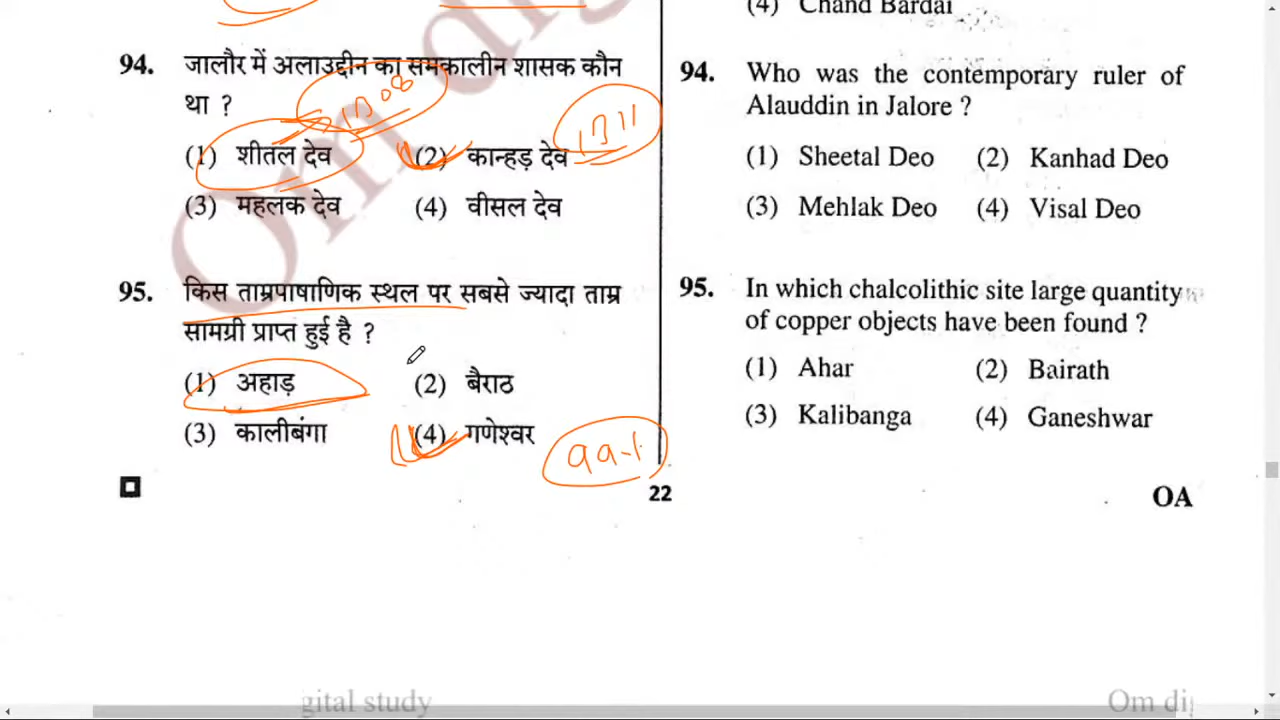 (4) Chand Bardai
94. जालौर में अलाउद्दीन का समकालीन शासक कौन
था ?
1308
1311
(1) शीतल देव (2) कान्हड़ देव
(3) महलक देव (4) वीसल देव
95. किस ताम्रपाषाणिक स्थल पर सबसे ज्यादा ताम्र
सामग्री प्राप्त हुई है ?
(1) अहाड़ (2) बैराठ
(3) कालीबंगा (4) गणेश्वर
94. Who was the contemporary ruler of
Alauddin in Jalore ?
(1) Sheetal Deo (2) Kanhad Deo
(3) Mehlak Deo (4) Visal Deo
95. In which chalcolithic site large quantity
of copper objects have been found ?
(1) Ahar (2) Bairath
(3) Kalibanga (4) Ganeshwar
22
OA
Om dig
gital study
Om dig